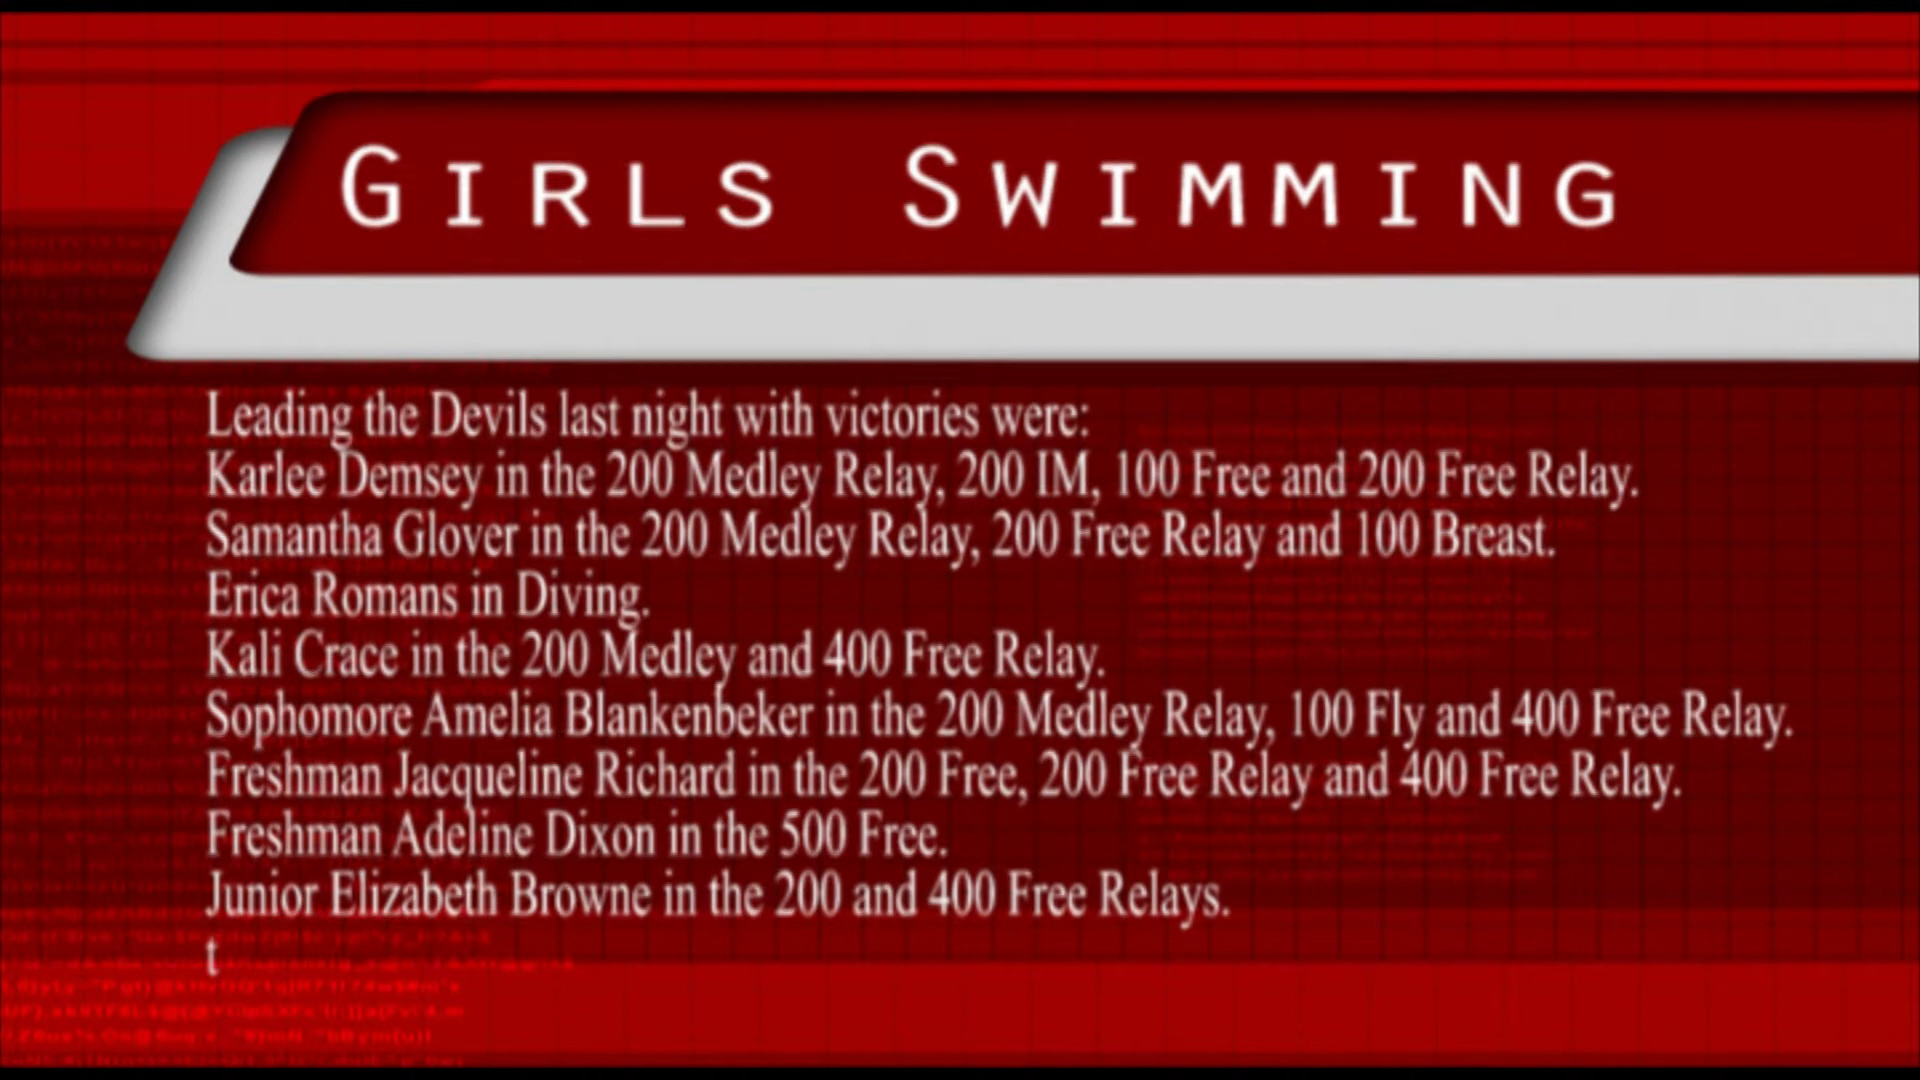 Girls Swimming
Leading the Devils last night with victories were:
Karlee Demsey in the 200 Medley Relay, 200 IM, 100 Free and 200 Free Relay.
Samantha Glover in the 200 Medley Relay, 200 Free Relay and 100 Breast.
Erica Romans in Diving.
Kali Crace in the 200 Medley and 400 Free Relay.
Sophomore Amelia Blankenbeker in the 200 Medley Relay, 100 Fly and 400 Free Relay.
Freshman Jacqueline Richard in the 200 Free, 200 Free Relay and 400 Free Relay.
Freshman Adeline Dixon in the 500 Free.
Junior Elizabeth Browne in the 200 and 400 Free Relays.
t